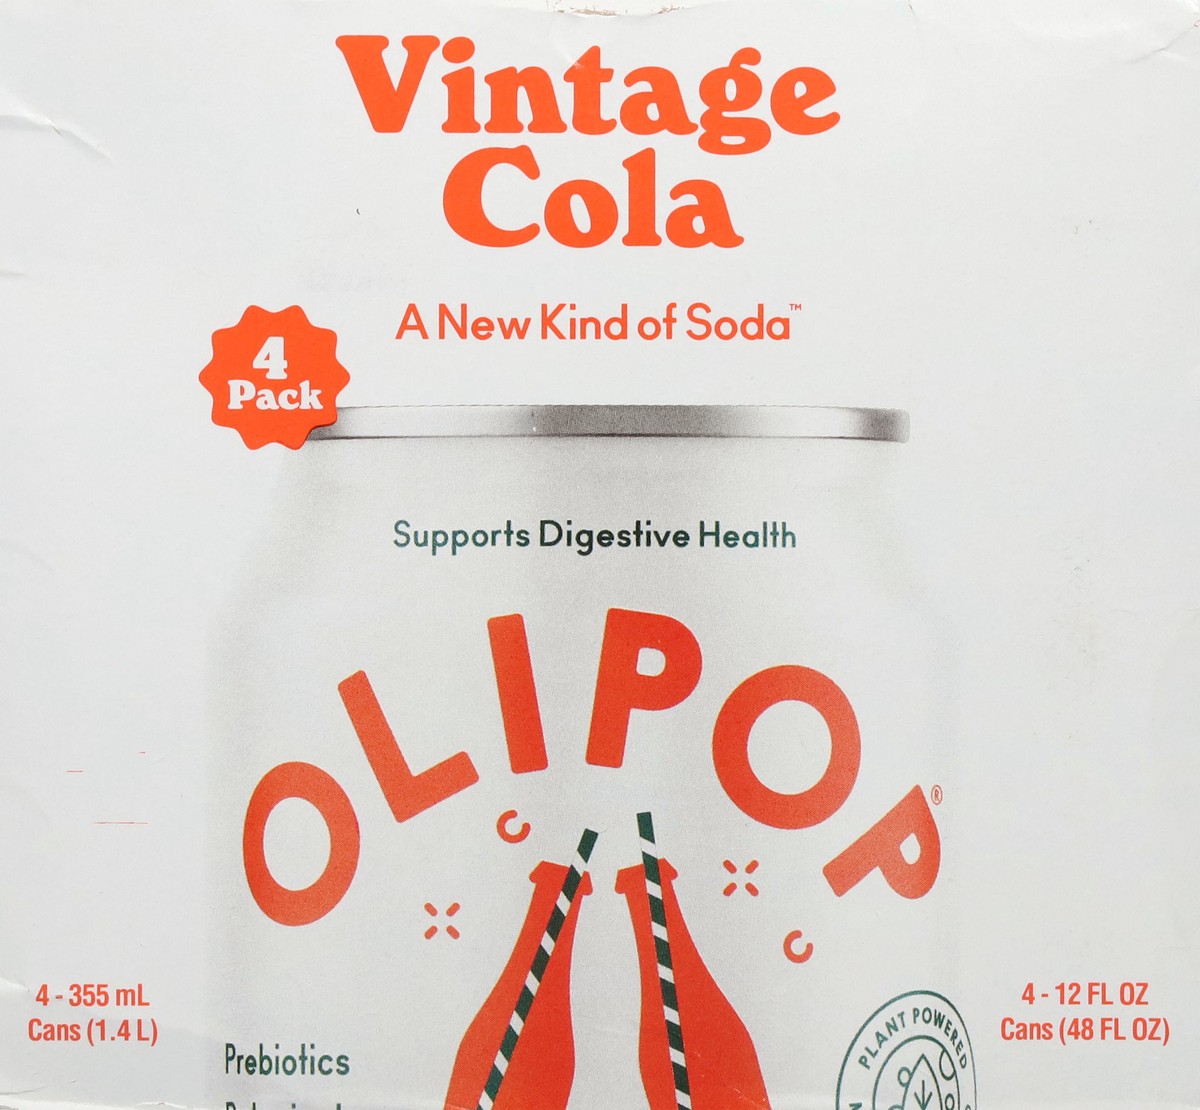 Vintage
Cola
A New Kind of Soda™
4
Pack
Supports Digestive Health
OLIPOP®
4 - 355 mL
Cans (1.4 L)
4 - 12 FL OZ
Cans (48 FL OZ)
Prebiotics
PLANT POWERED